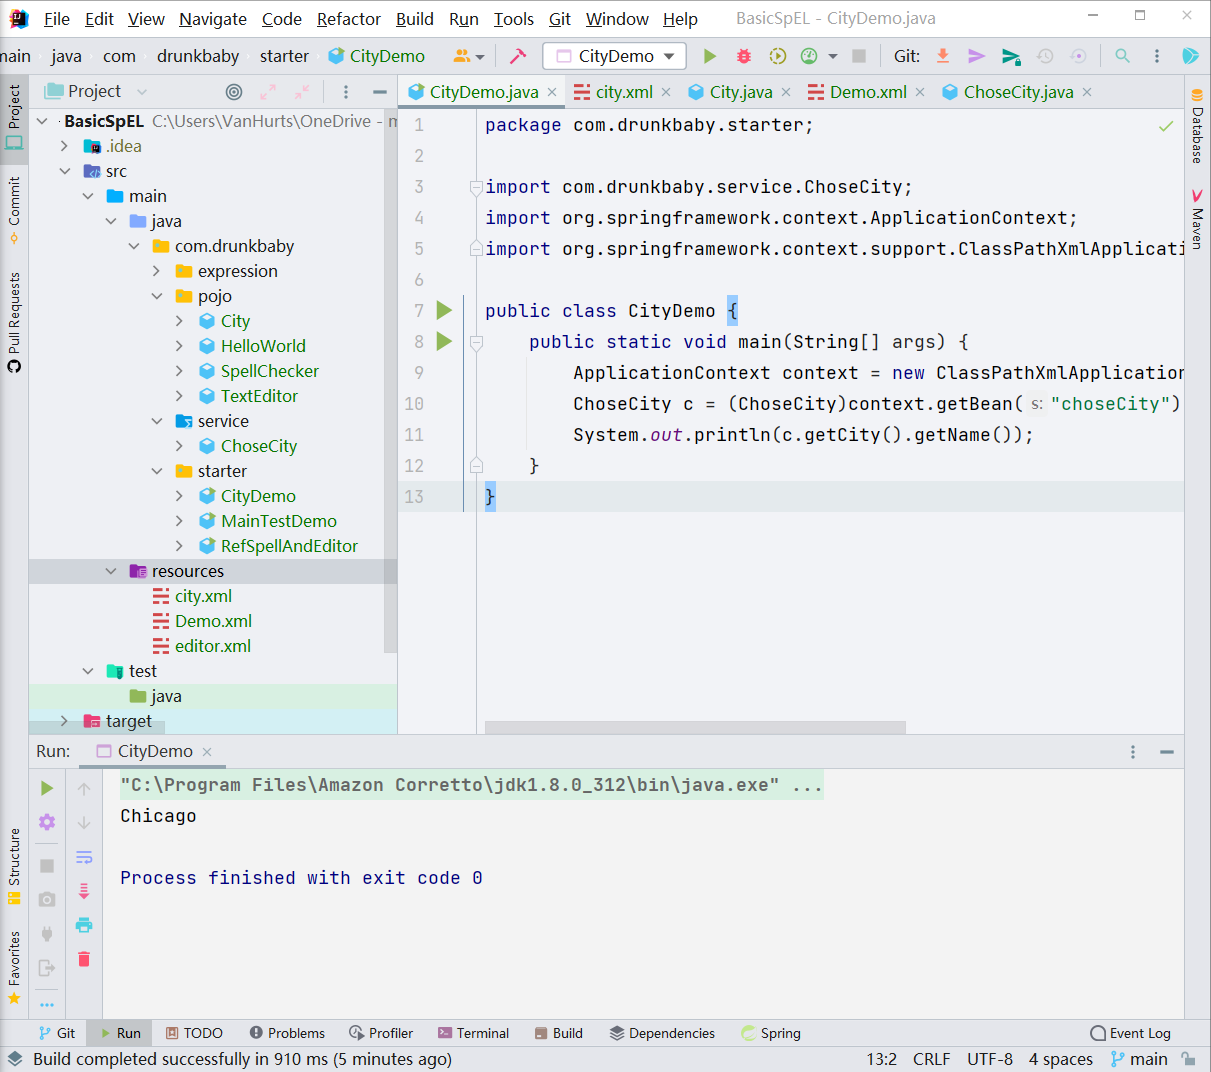 File Edit View Navigate Code Refactor Build Run Tools Git Window Help BasicSpEL - CityDemo.java
main java com drunkbaby starter CityDemo CityDemo Git:
Project CityDemo.java city.xml City.java Demo.xml ChoseCity.java
Project
Commit
Pull Requests
Structure
Favorites
Database
Maven
BasicSpEL C:\Users\VanHurts\OneDrive - m
.idea
src
main
java
com.drunkbaby
expression
pojo
City
HelloWorld
SpellChecker
TextEditor
service
ChoseCity
starter
CityDemo
MainTestDemo
RefSpellAndEditor
resources
city.xml
Demo.xml
editor.xml
test
java
target
1 package com.drunkbaby.starter;
2
3 import com.drunkbaby.service.ChoseCity;
4 import org.springframework.context.ApplicationContext;
5 import org.springframework.context.support.ClassPathXmlApplicati
6
7 public class CityDemo {
8 public static void main(String[] args) {
9 ApplicationContext context = new ClassPathXmlApplication
10 ChoseCity c = (ChoseCity)context.getBean( s: "choseCity")
11 System.out.println(c.getCity().getName());
12 }
13 }
Run: CityDemo
"C:\Program Files\Amazon Corretto\jdk1.8.0_312\bin\java.exe" ...
Chicago
Process finished with exit code 0
Git Run TODO Problems Profiler Terminal Build Dependencies Spring Event Log
Build completed successfully in 910 ms (5 minutes ago) 13:2 CRLF UTF-8 4 spaces main